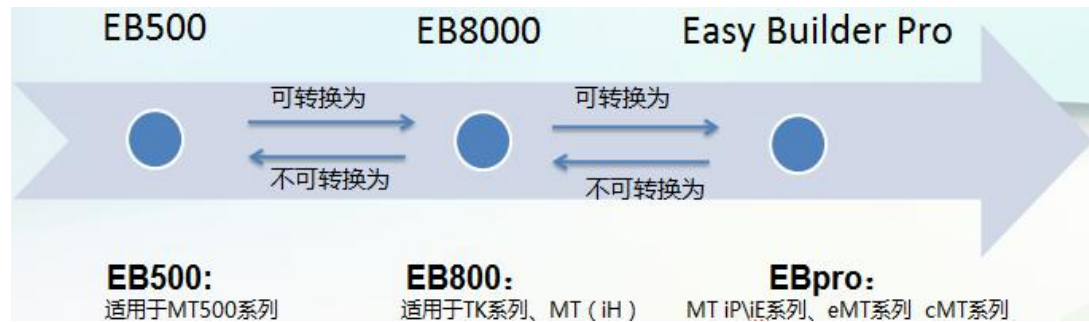 EB500 EB8000 Easy Builder Pro
可转换为 可转换为
不可转换为 不可转换为
EB500: EB800： EBpro：
适用于MT500系列 适用于TK系列、MT（iH） MT iP\iE系列、eMT系列 cMT系列